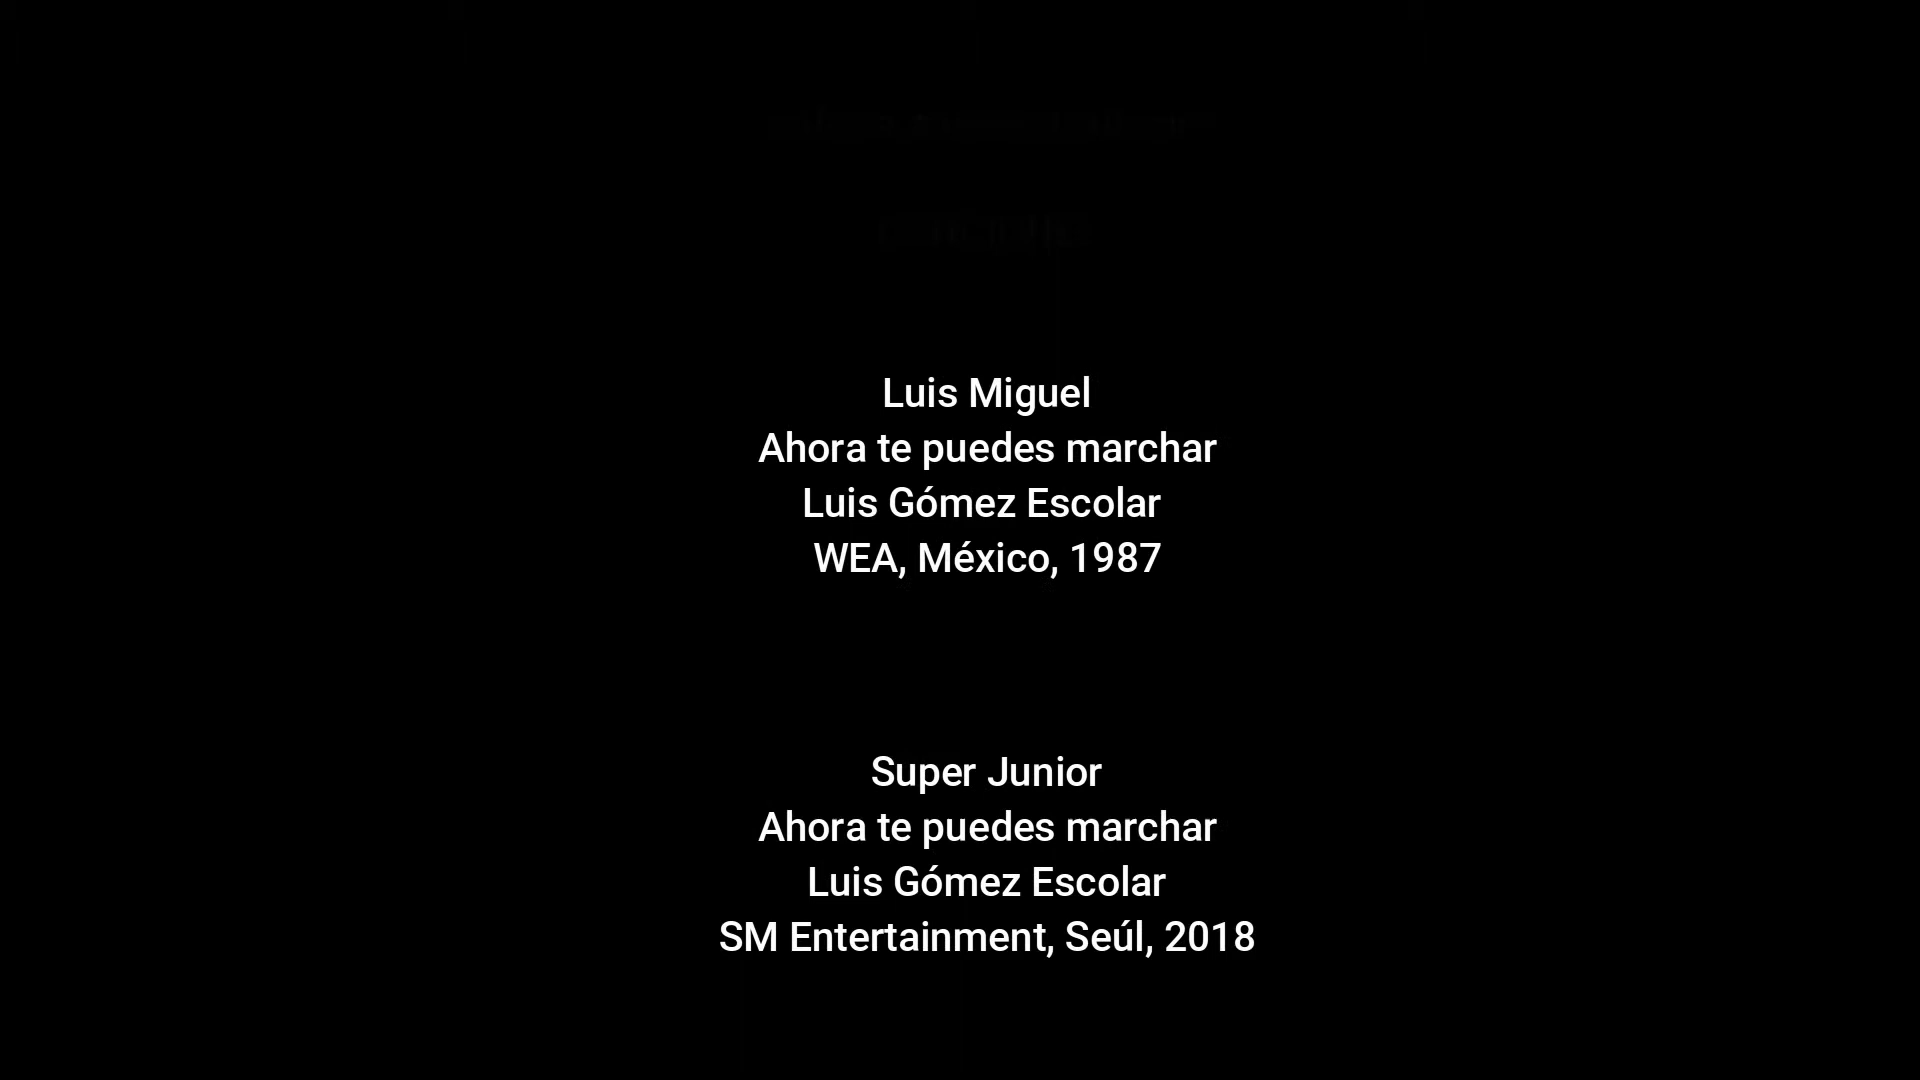 Luis Miguel
Ahora te puedes marchar
Luis Gómez Escolar
WEA, México, 1987
Super Junior
Ahora te puedes marchar
Luis Gómez Escolar
SM Entertainment, Seúl, 2018